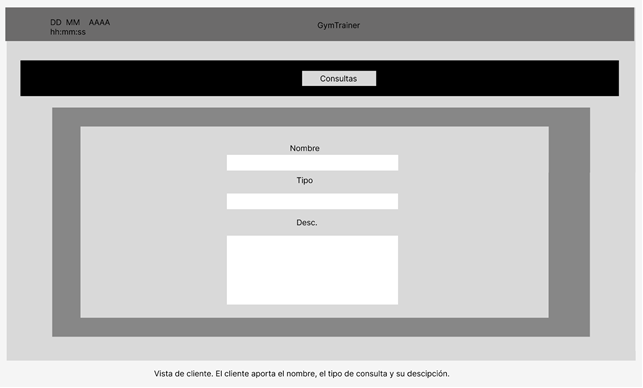 DD MM AAAA
hh:mm:ss
GymTrainer
Consultas
Nombre
Tipo
Desc.
Vista de cliente. El cliente aporta el nombre, el tipo de consulta y su descipción.